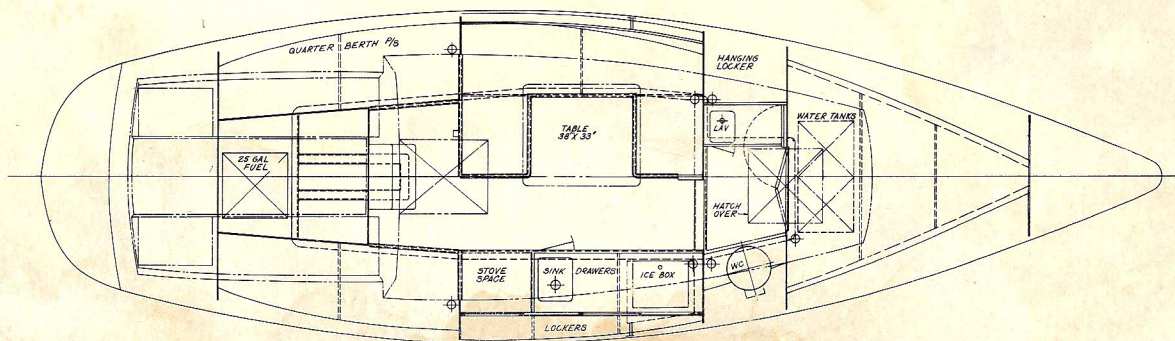 QUARTER BERTH P/S
HANGING
LOCKER
LAV
WATER TANKS
TABLE
38" X 33"
25 GAL
FUEL
HATCH
OVER
STOVE
SPACE
SINK
DRAWERS
ICE BOX
WC
LOCKERS